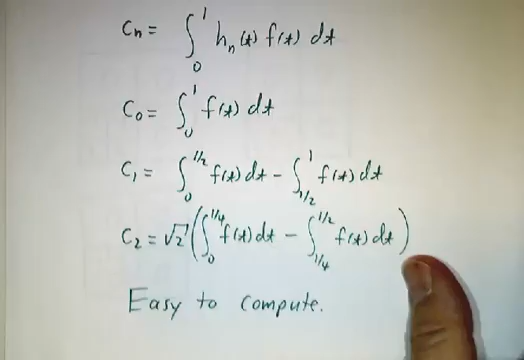 Cₙ = ∫₀¹ hₙ(t) f(t) dt
C₀ = ∫₀¹ f(t) dt
C₁ = ∫₀^(1/2) f(t) dt − ∫_(1/2)^1 f(t) dt
C₂ = √2 ( ∫₀^(1/4) f(t) dt − ∫_(1/4)^(1/2) f(t) dt )
Easy to compute.